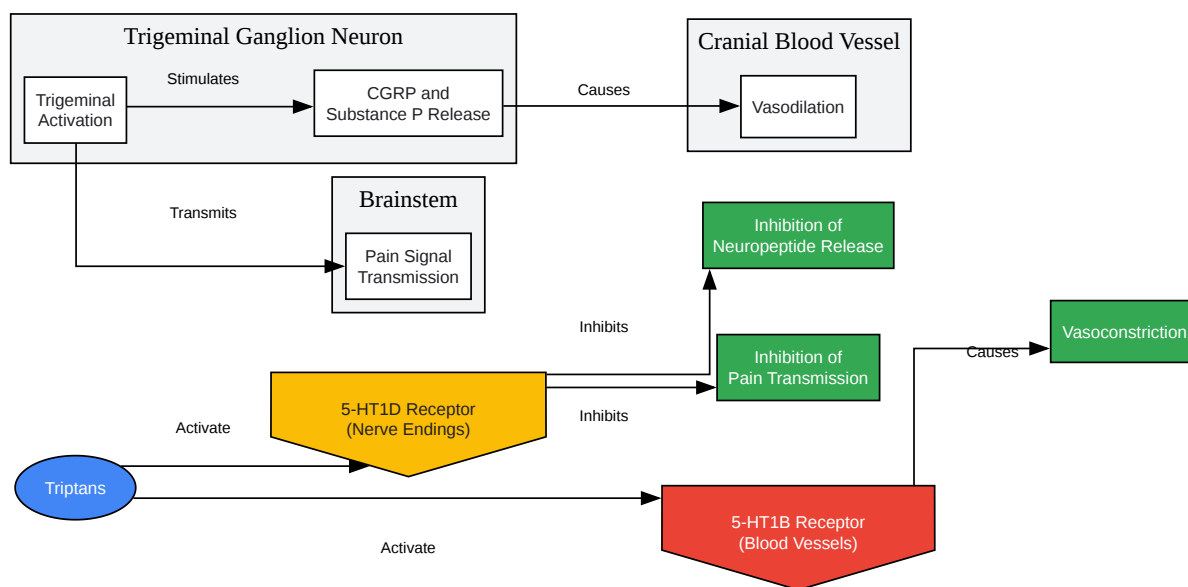 Trigeminal Ganglion Neuron
Cranial Blood Vessel
Stimulates
Trigeminal
Activation
CGRP and
Substance P Release
Causes
Vasodilation
Transmits
Brainstem
Pain Signal
Transmission
Inhibition of
Neuropeptide Release
Inhibits
Vasoconstriction
Causes
Inhibition of
Pain Transmission
5-HT1D Receptor
(Nerve Endings)
Inhibits
Activate
Triptans
5-HT1B Receptor
(Blood Vessels)
Activate